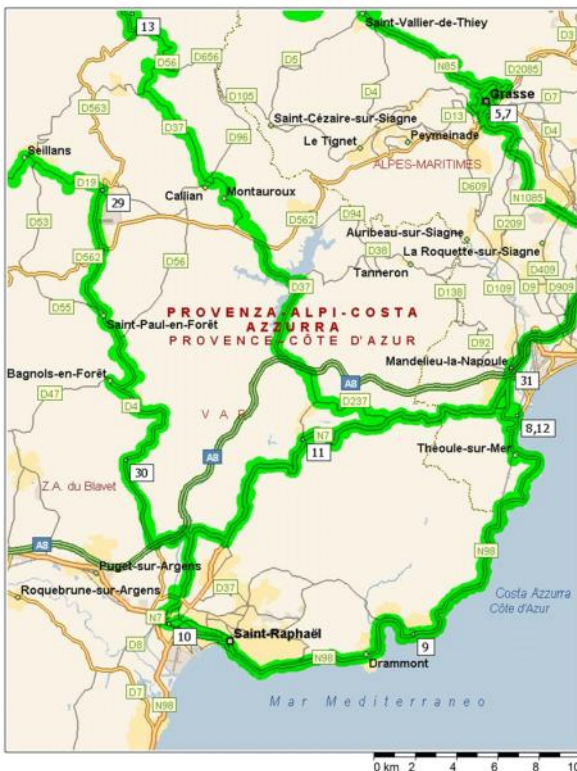 13
D656
D56
Saint-Vallier-de-Thiey
D5
D3
D563
D105
D4
N85
D2085
Grasse
D7
D37
Saint-Cézaire-sur-Siagne
D13
5,7
D96
Le Tignet
Peymeinade
D4
Seillans
ALPES-MARITIMES
D19
Callian
Montauroux
D609
29
N1085
D53
D562
D94
D209
D562
D56
Auribeau-sur-Siagne
D38
La Roquette-sur-Siagne
Tanneron
D409
D37
D138
D109
D9
D909
D55
PROVENZA-ALPI-COSTA
AZZURRA
Saint-Paul-en-Forêt
PROVENCE-CÔTE D'AZUR
D92
Mandelieu-la-Napoule
Bagnols-en-Forêt
A8
31
D47
D4
VAR
D237
8,12
N7
11
Théoule-sur-Mer
A8
30
Z.A. du Blavet
A8
N98
Puget-sur-Argens
D37
Costa Azzurra
Côte d'Azur
Roquebrune-sur-Argens
N7
10
Saint-Raphaël
D8
9
N98
Drammont
D7
N98
Mar Mediterraneo
0 km 2 4 6 8 10